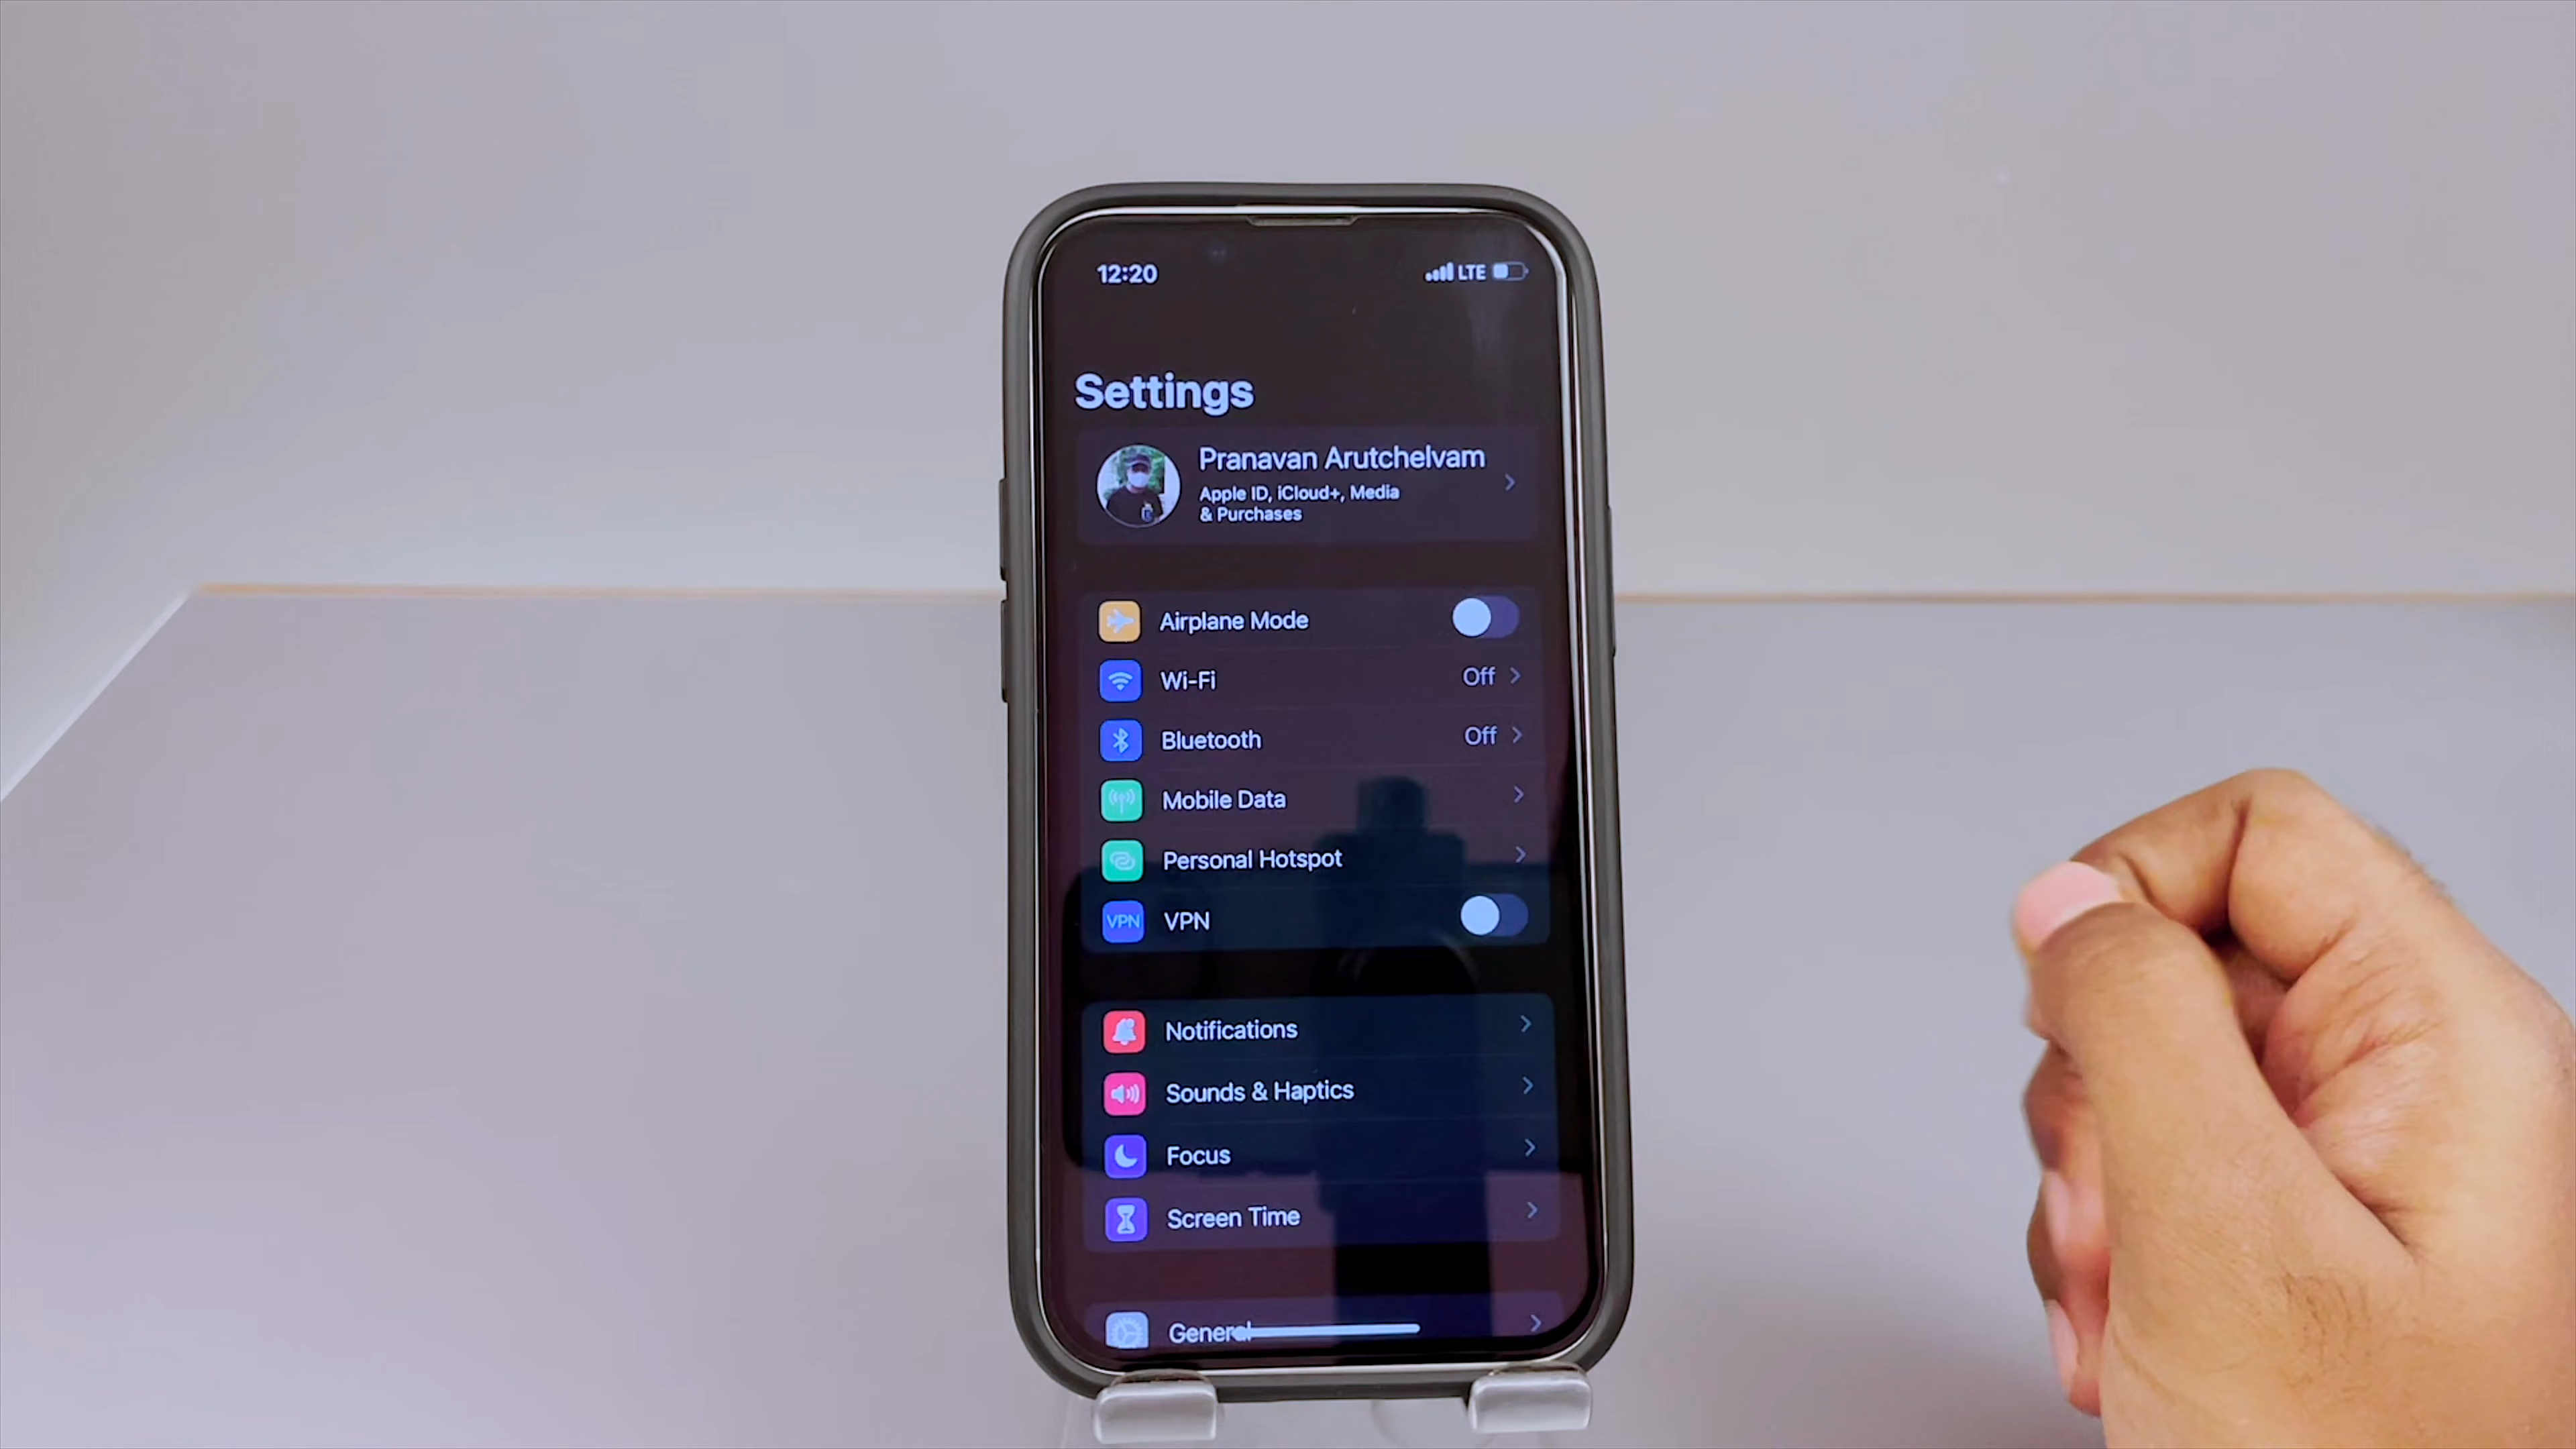 12:20
LTE
Settings
Pranavan Arutchelvam
Apple ID, iCloud+, Media
& Purchases
Airplane Mode
Wi-Fi Off
Bluetooth Off
Mobile Data
Personal Hotspot
VPN VPN
Notifications
Sounds & Haptics
Focus
Screen Time
General